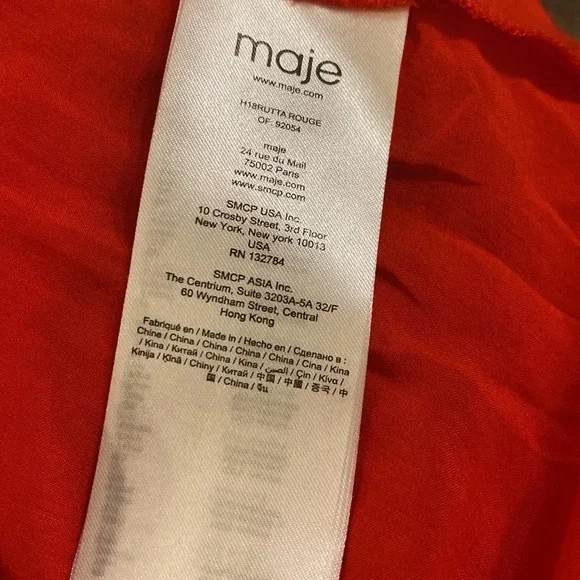 maje
www.maje.com
H18RUTTA ROUGE
OF: 92054
maje
24 rue du Mail
75002 Paris
www.maje.com
www.smcp.com
SMCP USA Inc.
10 Crosby Street, 3rd Floor
New York, New york 10013
USA
RN 132784
SMCP ASIA Inc.
The Centrium, Suite 3203A-5A 32/F
60 Wyndham Street, Central
Hong Kong
Fabriqué en / Made in / Hecho en / Сделано в :
Chine / China / China / China / China / Cina / Kina
/ Kina / Китай / China / Kina / الصين / Çin / Κίνα /
Kinija / Ķīnā / Chiny / Китай / 中国 / 中國 / 중국 / 中
国 / China / จีน